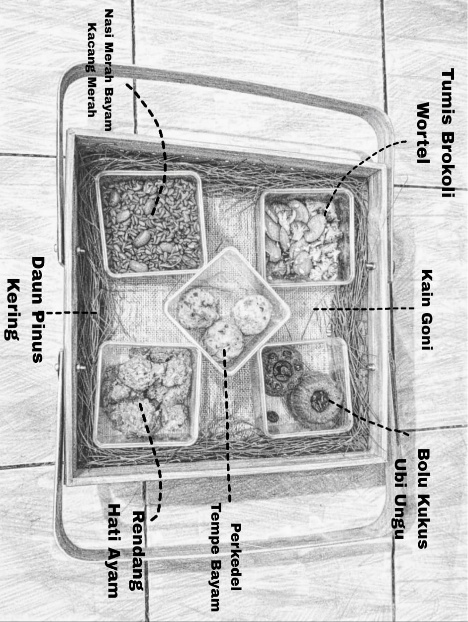 Tumis Brokoli
Wortel
Kain Goni
Bolu Kukus
Ubi Ungu
Nasi Merah Bayam
Kacang Merah
Daun Pinus
Kering
Rendang
Hati Ayam
Perkedel
Tempe Bayam